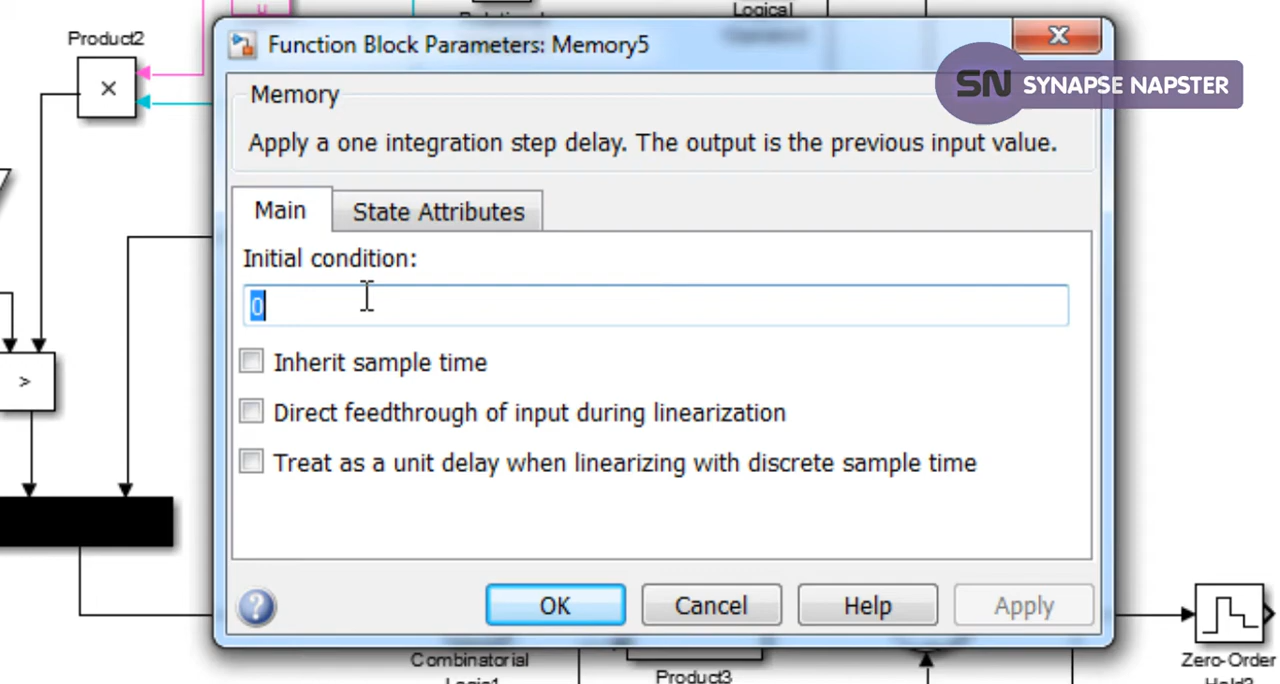 u
Logical
Product2
×
Function Block Parameters: Memory5
SN SYNAPSE NAPSTER
Memory
Apply a one integration step delay. The output is the previous input value.
Main
State Attributes
Initial condition:
0
Inherit sample time
>
Direct feedthrough of input during linearization
Treat as a unit delay when linearizing with discrete sample time
?
OK
Cancel
Help
Apply
Combinatorial
Logic1
Product3
Zero-Order
Hold2